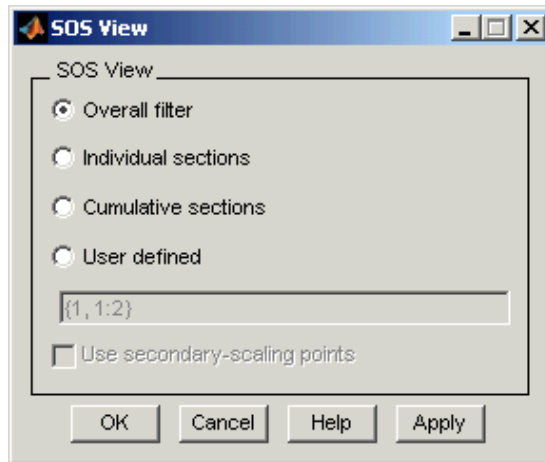 SOS View
SOS View
Overall filter
Individual sections
Cumulative sections
User defined
{1, 1:2}
Use secondary-scaling points
OK Cancel Help Apply